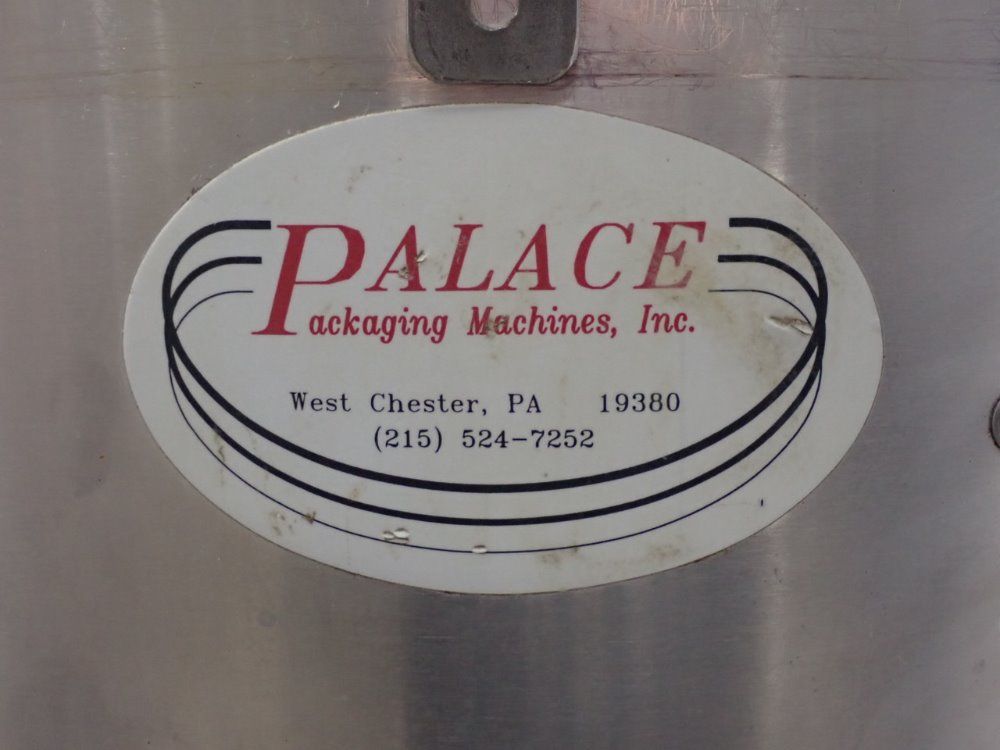 PALACE
Packaging Machines, Inc.
West Chester, PA 19380
(215) 524-7252